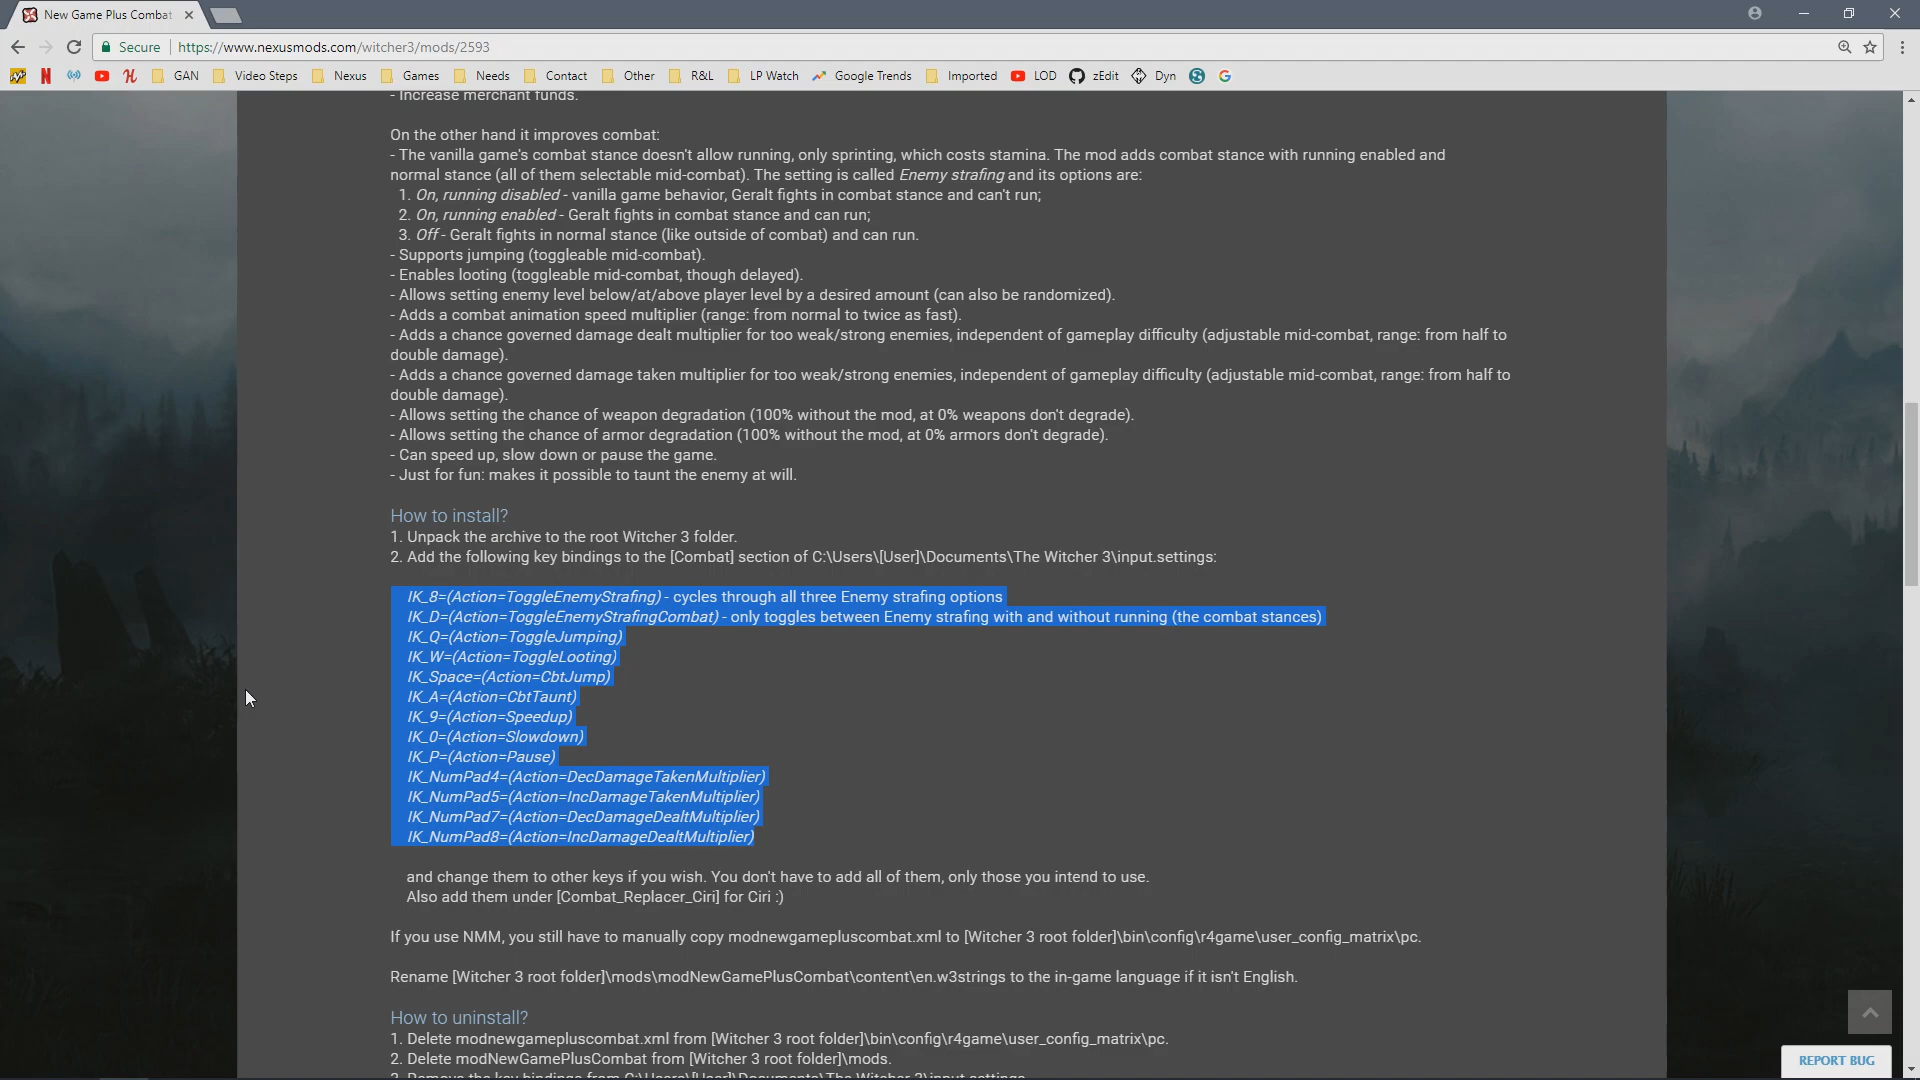 New Game Plus Combat
Secure https://www.nexusmods.com/witcher3/mods/2593
GAN Video Steps Nexus Games Needs Contact Other R&L LP Watch Google Trends Imported LOD zEdit Dyn
- Increase merchant funds.
On the other hand it improves combat:
- The vanilla game's combat stance doesn't allow running, only sprinting, which costs stamina. The mod adds combat stance with running enabled and
normal stance (all of them selectable mid-combat). The setting is called Enemy strafing and its options are:
1. On, running disabled - vanilla game behavior, Geralt fights in combat stance and can't run;
2. On, running enabled - Geralt fights in combat stance and can run;
3. Off - Geralt fights in normal stance (like outside of combat) and can run.
- Supports jumping (toggleable mid-combat).
- Enables looting (toggleable mid-combat, though delayed).
- Allows setting enemy level below/at/above player level by a desired amount (can also be randomized).
- Adds a combat animation speed multiplier (range: from normal to twice as fast).
- Adds a chance governed damage dealt multiplier for too weak/strong enemies, independent of gameplay difficulty (adjustable mid-combat, range: from half to
double damage).
- Adds a chance governed damage taken multiplier for too weak/strong enemies, independent of gameplay difficulty (adjustable mid-combat, range: from half to
double damage).
- Allows setting the chance of weapon degradation (100% without the mod, at 0% weapons don't degrade).
- Allows setting the chance of armor degradation (100% without the mod, at 0% armors don't degrade).
- Can speed up, slow down or pause the game.
- Just for fun: makes it possible to taunt the enemy at will.
How to install?
1. Unpack the archive to the root Witcher 3 folder.
2. Add the following key bindings to the [Combat] section of C:\Users\[User]\Documents\The Witcher 3\input.settings:
IK_8=(Action=ToggleEnemyStrafing) - cycles through all three Enemy strafing options
IK_D=(Action=ToggleEnemyStrafingCombat) - only toggles between Enemy strafing with and without running (the combat stances)
IK_Q=(Action=ToggleJumping)
IK_W=(Action=ToggleLooting)
IK_Space=(Action=CbtJump)
IK_A=(Action=CbtTaunt)
IK_9=(Action=Speedup)
IK_0=(Action=Slowdown)
IK_P=(Action=Pause)
IK_NumPad4=(Action=DecDamageTakenMultiplier)
IK_NumPad5=(Action=IncDamageTakenMultiplier)
IK_NumPad7=(Action=DecDamageDealtMultiplier)
IK_NumPad8=(Action=IncDamageDealtMultiplier)
and change them to other keys if you wish. You don't have to add all of them, only those you intend to use.
Also add them under [Combat_Replacer_Ciri] for Ciri :)
If you use NMM, you still have to manually copy modnewgamepluscombat.xml to [Witcher 3 root folder]\bin\config\r4game\user_config_matrix\pc.
Rename [Witcher 3 root folder]\mods\modNewGamePlusCombat\content\en.w3strings to the in-game language if it isn't English.
How to uninstall?
1. Delete modnewgamepluscombat.xml from [Witcher 3 root folder]\bin\config\r4game\user_config_matrix\pc.
2. Delete modNewGamePlusCombat from [Witcher 3 root folder]\mods.
3. Remove the key bindings from C:\Users\[User]\Documents\The Witcher 3\input.settings.
REPORT BUG